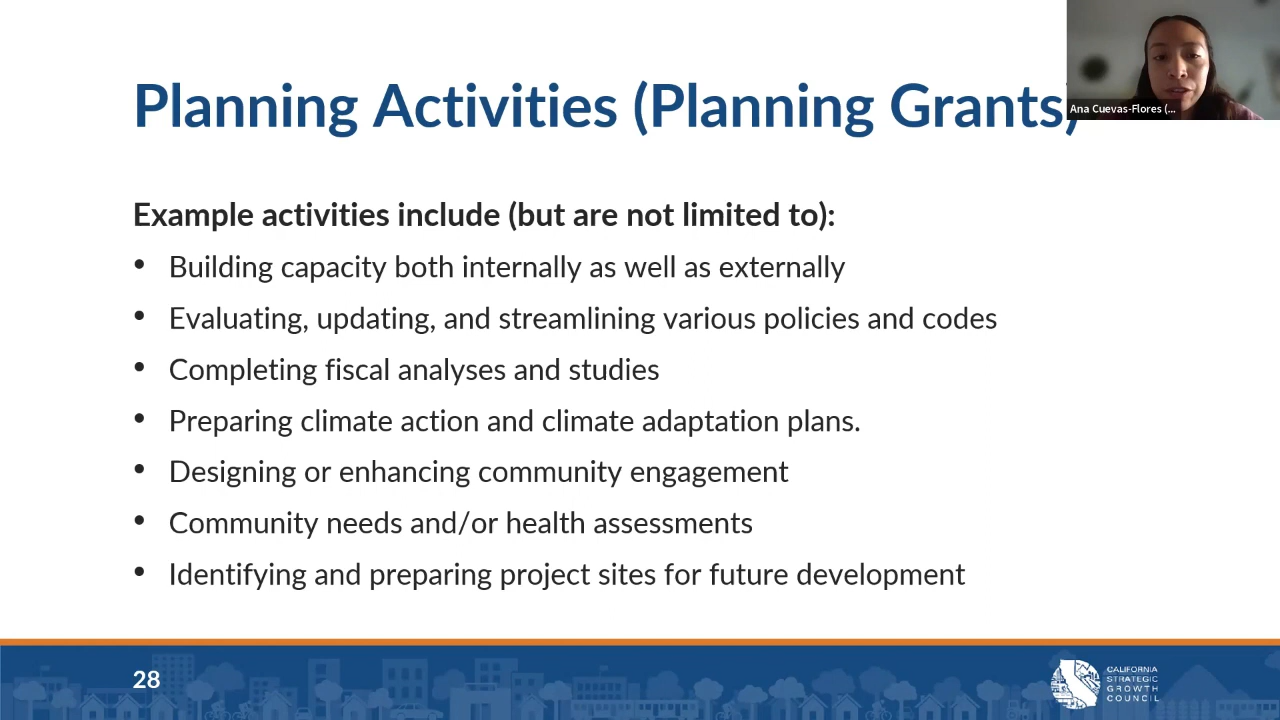 Planning Activities (Planning Grants)
Ana Cuevas-Flores (...
Example activities include (but are not limited to):
• Building capacity both internally as well as externally
• Evaluating, updating, and streamlining various policies and codes
• Completing fiscal analyses and studies
• Preparing climate action and climate adaptation plans.
• Designing or enhancing community engagement
• Community needs and/or health assessments
• Identifying and preparing project sites for future development
28
CALIFORNIA
STRATEGIC
GROWTH
COUNCIL